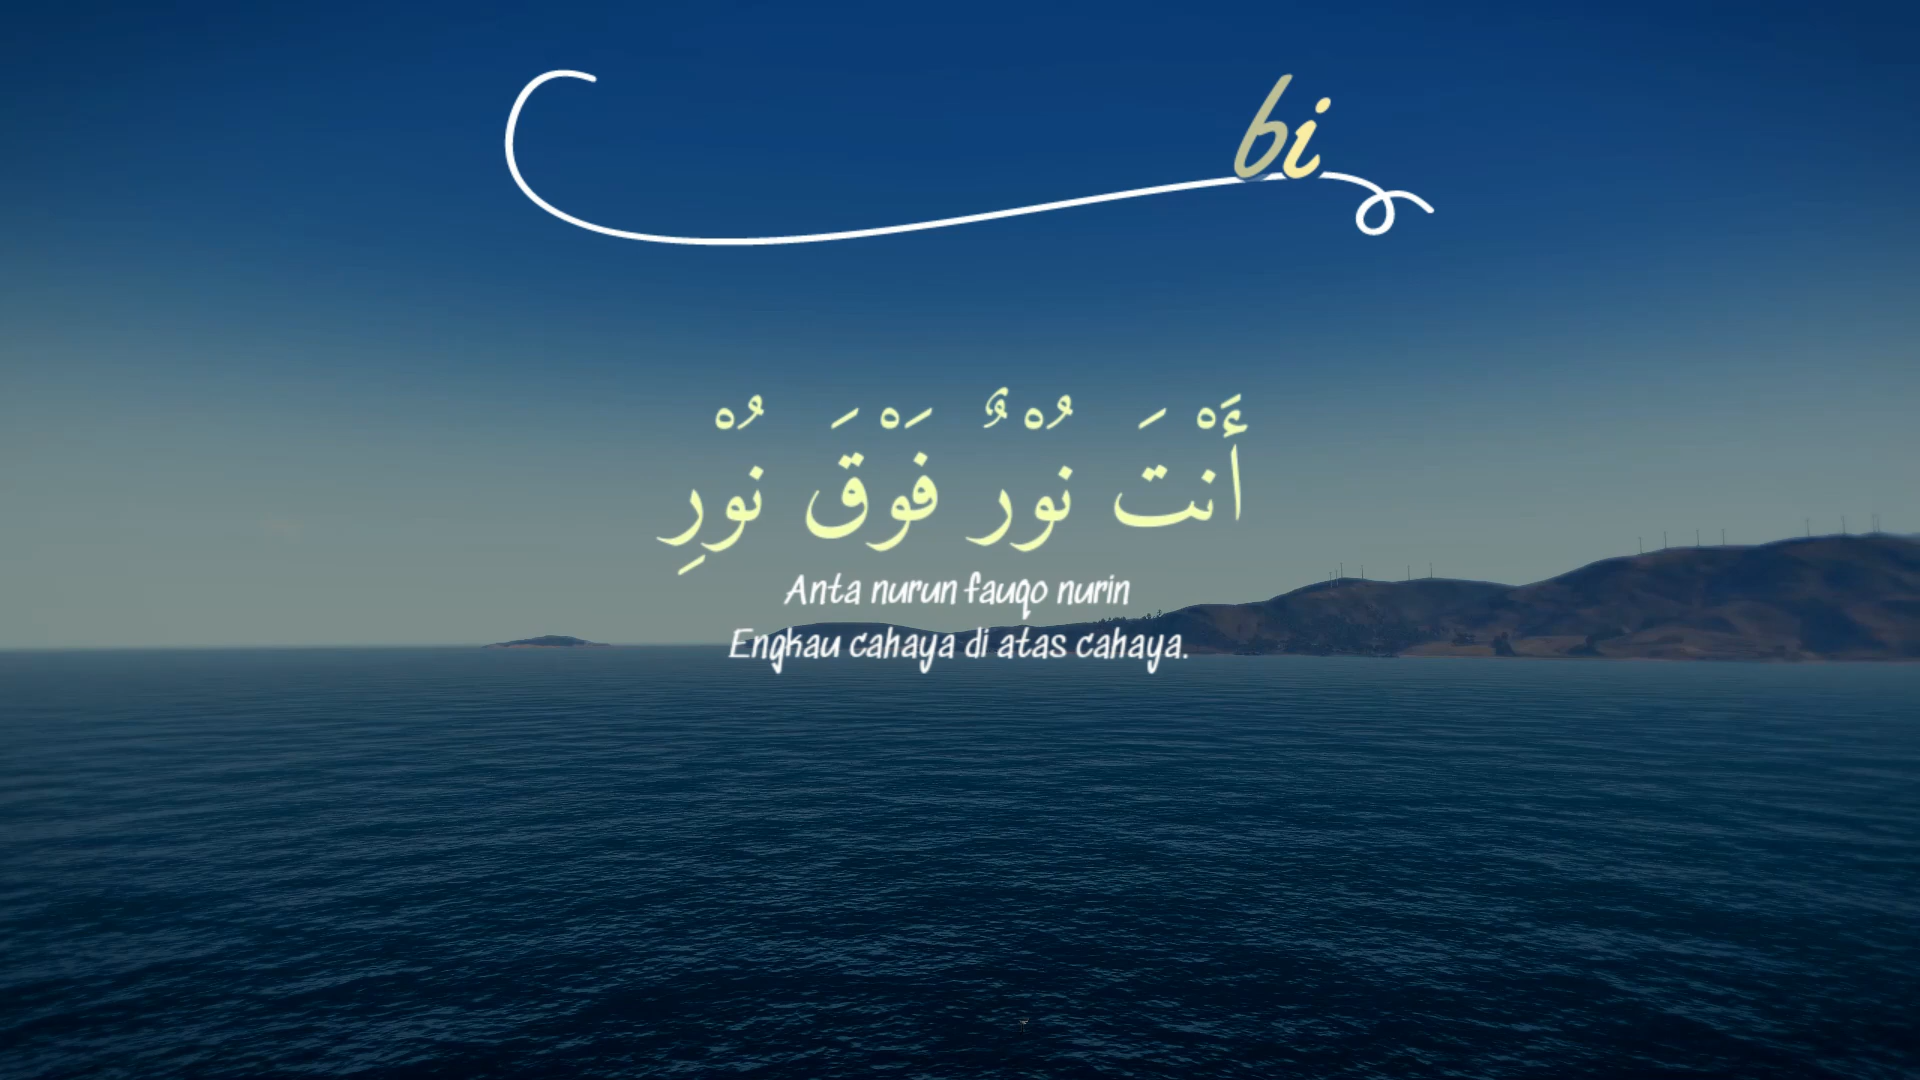 bi
أَنْتَ نُوْرٌ فَوْقَ نُوْرِ
Anta nurun fauqo nurin
Engkau cahaya di atas cahaya.